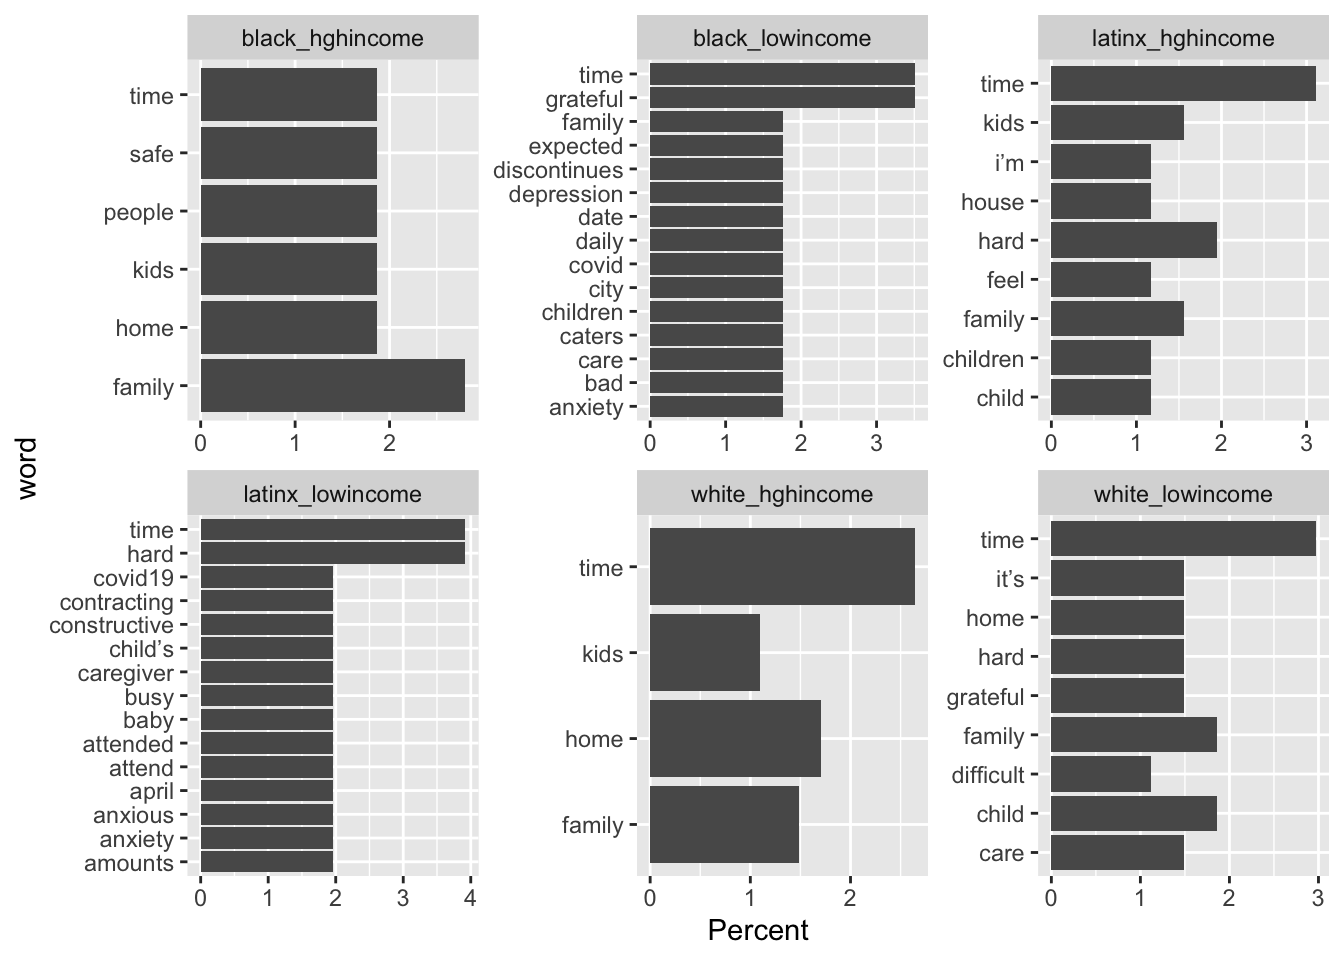 black_hghincome
time
safe
people
kids
home
family
0 1 2
black_lowincome
time
grateful
family
expected
discontinues
depression
date
daily
covid
city
children
caters
care
bad
anxiety
0 1 2 3
latinx_hghincome
time
kids
i’m
house
hard
feel
family
children
child
0 1 2 3
word
latinx_lowincome
time
hard
covid19
contracting
constructive
child’s
caregiver
busy
baby
attended
attend
april
anxious
anxiety
amounts
0 1 2 3 4
white_hghincome
time
kids
home
family
0 1 2
white_lowincome
time
it’s
home
hard
grateful
family
difficult
child
care
0 1 2 3
Percent